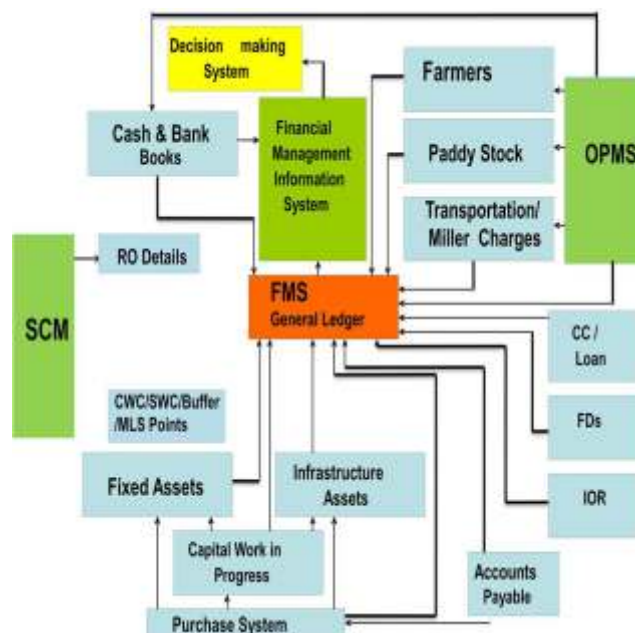 Decision making
System
Farmers
Cash & Bank
Books
Financial
Management
Information
System
Paddy Stock
OPMS
Transportation/
Miller Charges
SCM
RO Details
FMS
General Ledger
CC /
Loan
CWC/SWC/Buffer
/MLS Points
FDs
Fixed Assets
Infrastructure
Assets
IOR
Capital Work in
Progress
Accounts
Payable
Purchase System